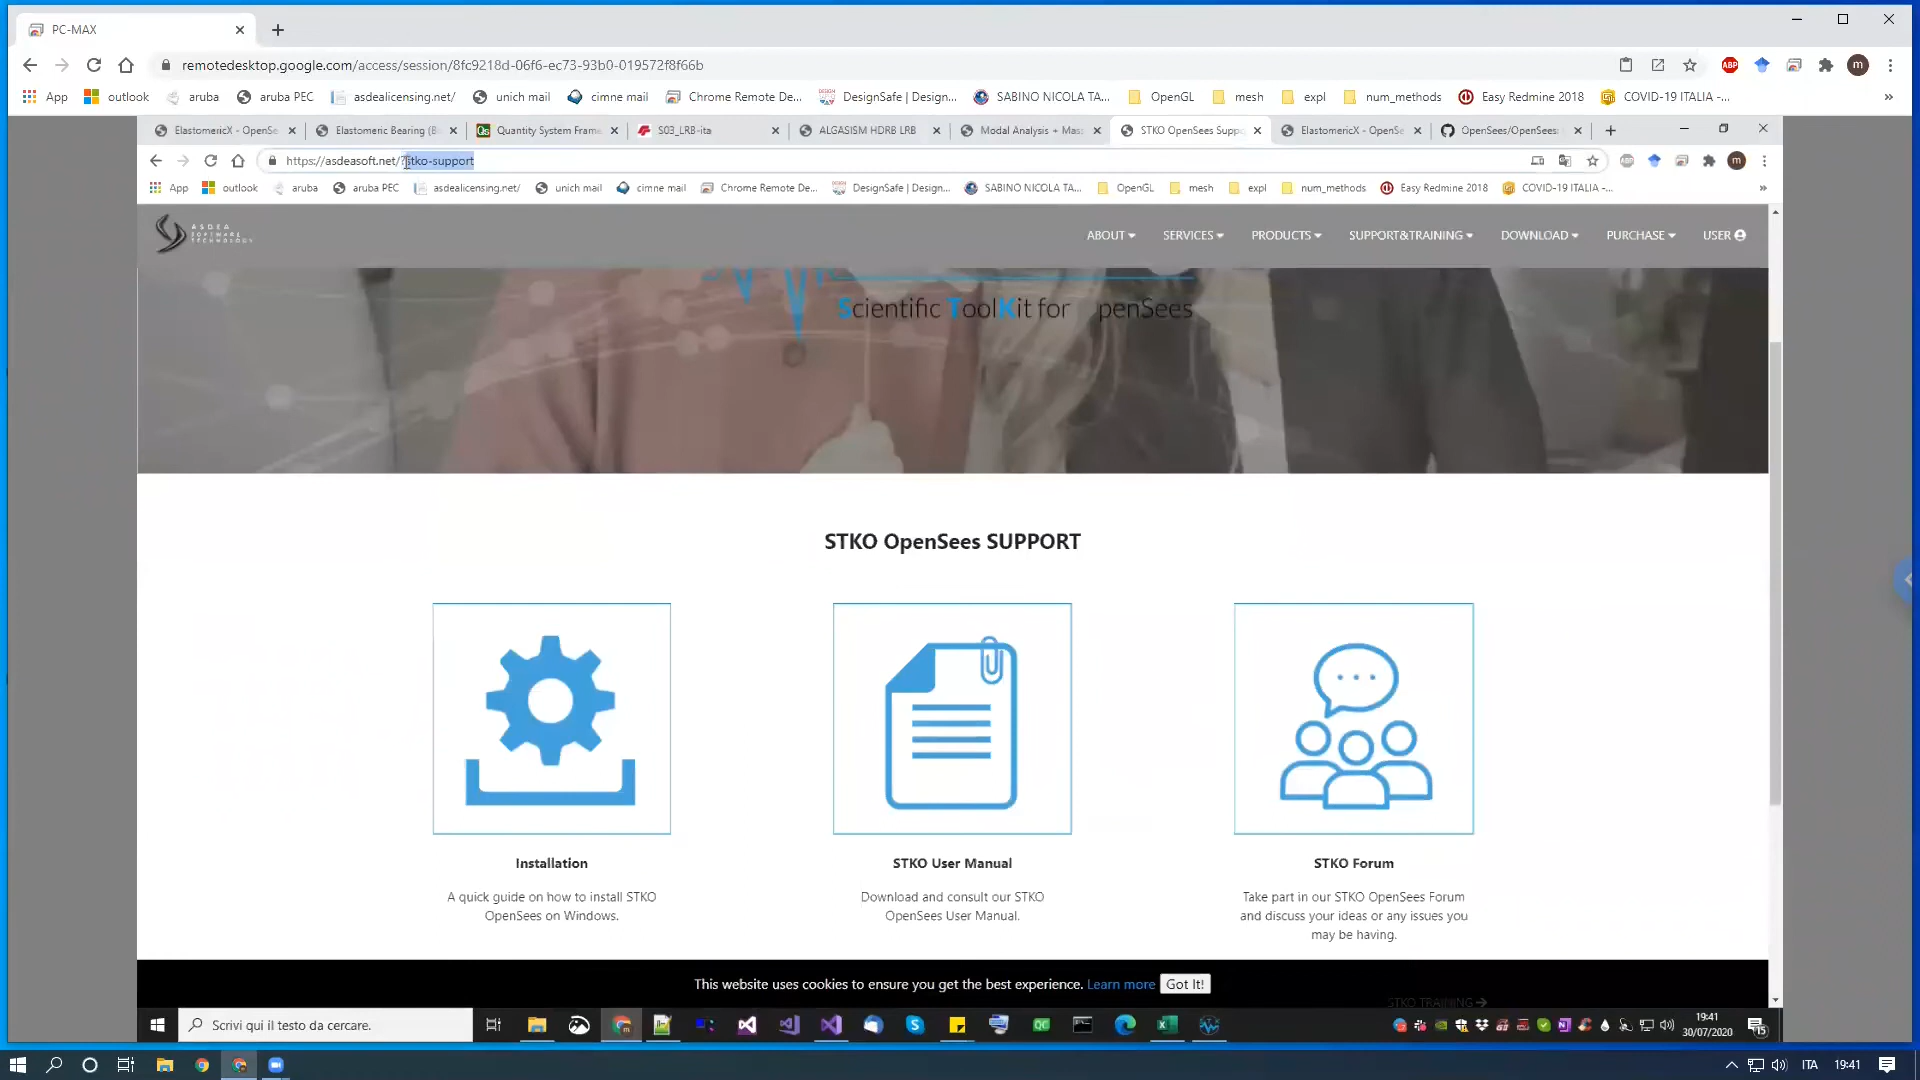 PC-MAX
remotedesktop.google.com/access/session/8fc9218d-06f6-ec73-93b0-019572f8f66b
ABP
m
App outlook aruba aruba PEC asdealicensing.net/ unich mail cimne mail Chrome Remote De... DesignSafe | Design... SABINO NICOLA TA... OpenGL mesh expl num_methods Easy Redmine 2018 COVID-19 ITALIA -... »
ElastomericX - OpenSe Elastomeric Bearing (B Quantity System Frame S03_LRB-ita ALGASISM HDRB LRB Modal Analysis + Mas STKO OpenSees Suppo ElastomericX - OpenSe OpenSees/OpenSees:
https://asdeasoft.net/?stko-support
App outlook aruba aruba PEC asdealicensing.net/ unich mail cimne mail Chrome Remote De... DesignSafe | Design... SABINO NICOLA TA... OpenGL mesh expl num_methods Easy Redmine 2018 COVID-19 ITALIA -... »
ASDEA
SOFTWARE
TECHNOLOGY
ABOUT SERVICES PRODUCTS SUPPORT&TRAINING DOWNLOAD PURCHASE USER
Scientific ToolKit for penSees
STKO OpenSees SUPPORT
Installation
A quick guide on how to install STKO
OpenSees on Windows.
STKO User Manual
Download and consult our STKO
OpenSees User Manual.
STKO Forum
Take part in our STKO OpenSees Forum
and discuss your ideas or any issues you
may be having.
This website uses cookies to ensure you get the best experience. Learn more Got It!
STKO TRAINING
Scrivi qui il testo da cercare.
19:41
30/07/2020
15
ITA 19:41